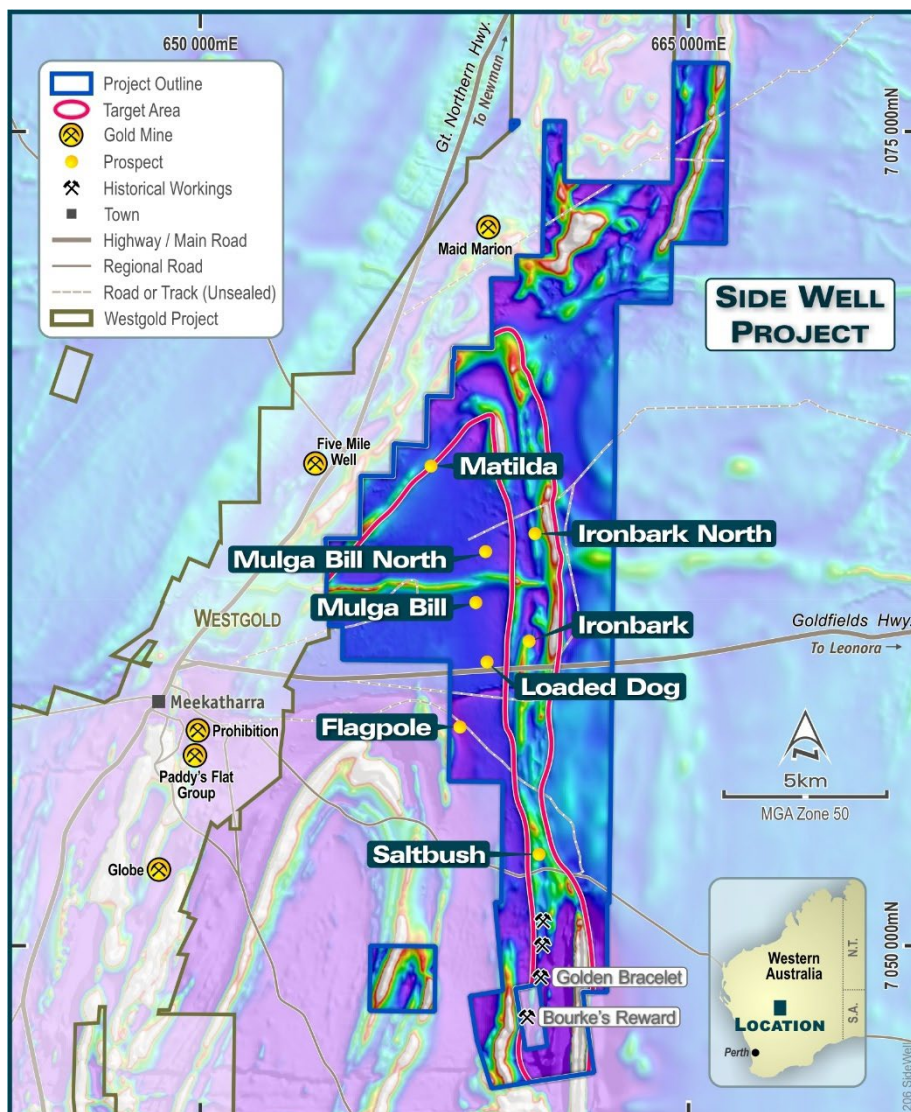 650 000mE
665 000mE
7 075 000mN
7 050 000mN
Project Outline
Target Area
Gold Mine
Prospect
Historical Workings
Town
Highway / Main Road
Regional Road
Road or Track (Unsealed)
Westgold Project
Gt. Northern Hwy.
To Newman
Maid Marion
SIDE WELL
PROJECT
Five Mile
Well
Matilda
Ironbark North
Mulga Bill North
Mulga Bill
WESTGOLD
Ironbark
Goldfields Hwy.
To Leonora
Loaded Dog
Meekatharra
Prohibition
Flagpole
Paddy's Flat
Group
N
5km
MGA Zone 50
Saltbush
Globe
Golden Bracelet
Bourke's Reward
Western
Australia
N.T.
S.A.
LOCATION
Perth
206 SideWell